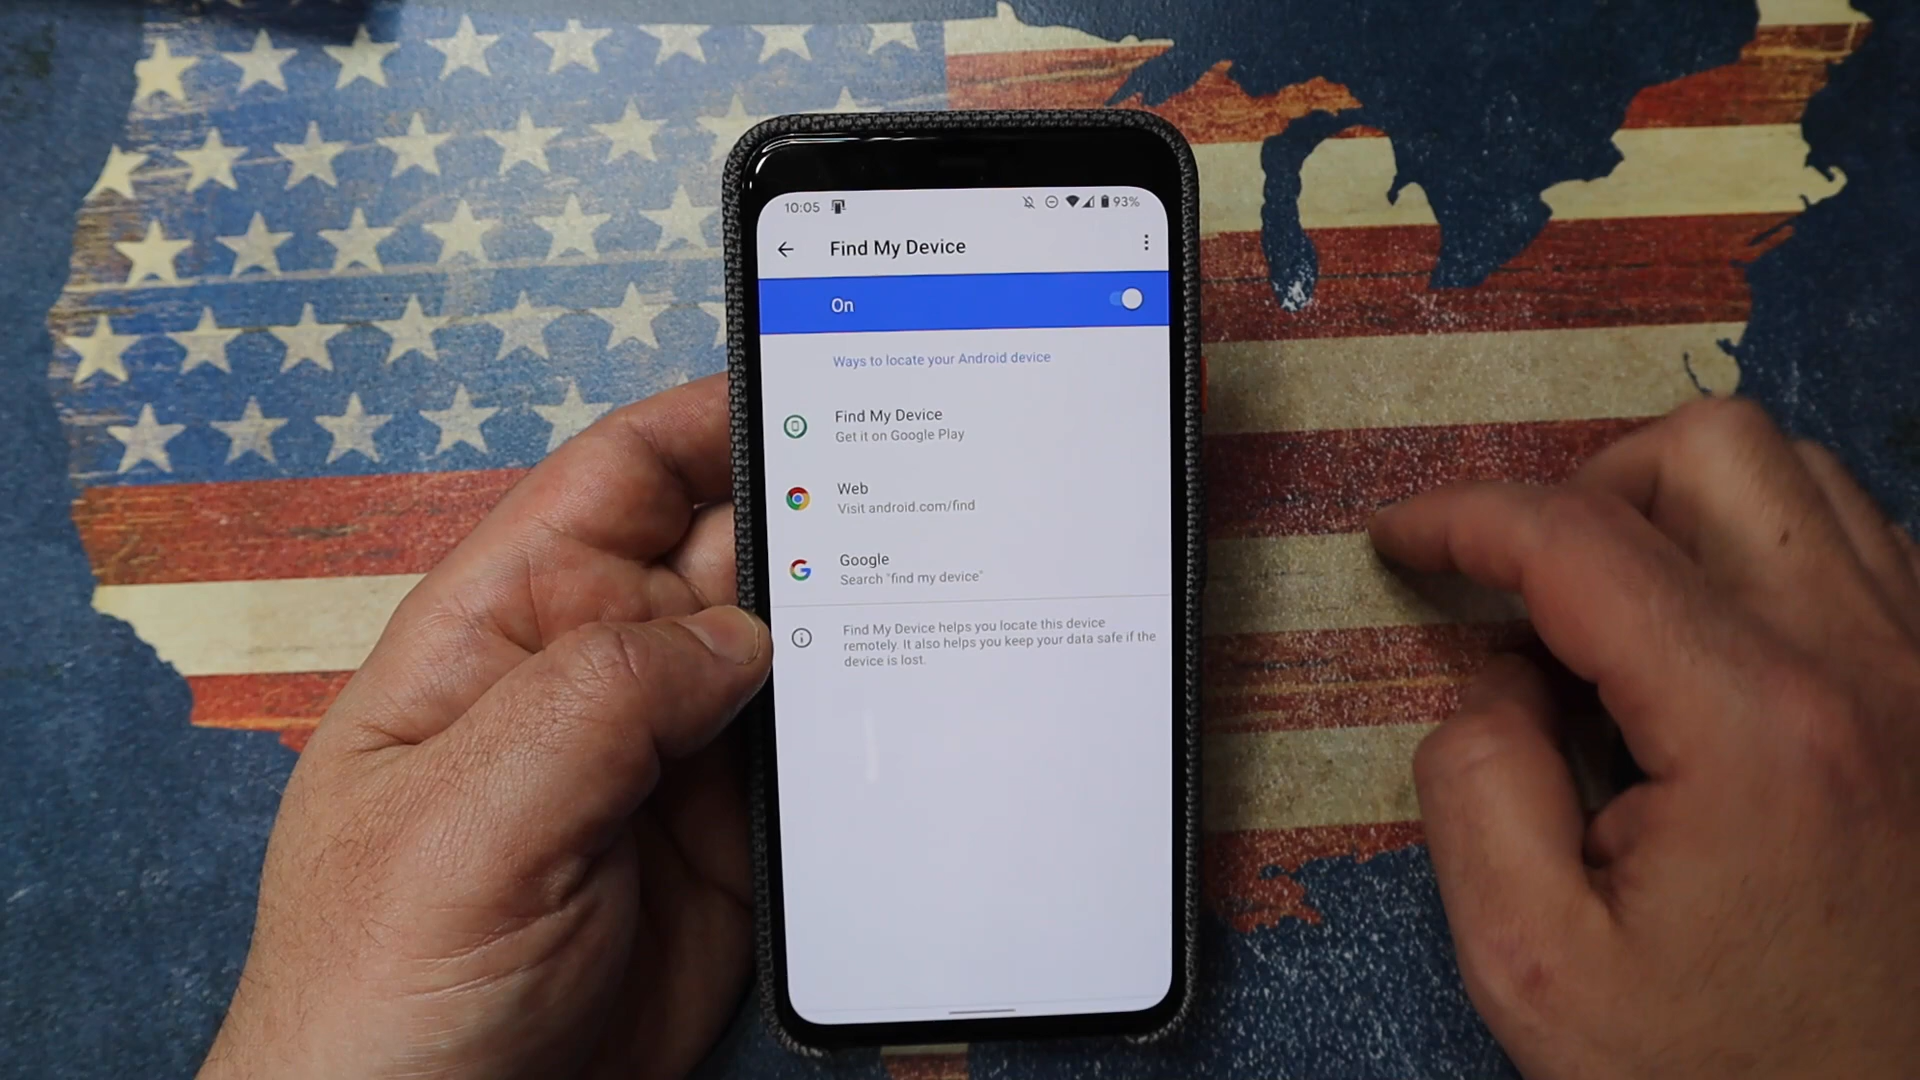 10:05
93%
Find My Device
On
Ways to locate your Android device
Find My Device
Get it on Google Play
Web
Visit android.com/find
Google
Search "find my device"
Find My Device helps you locate this device
remotely. It also helps you keep your data safe if the
device is lost.